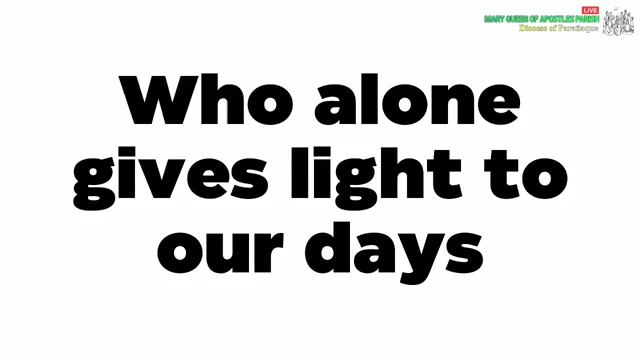 LIVE
MARY QUEEN OF APOSTLES PARISH
Diocese of Parañaque
Who alone
gives light to
our days